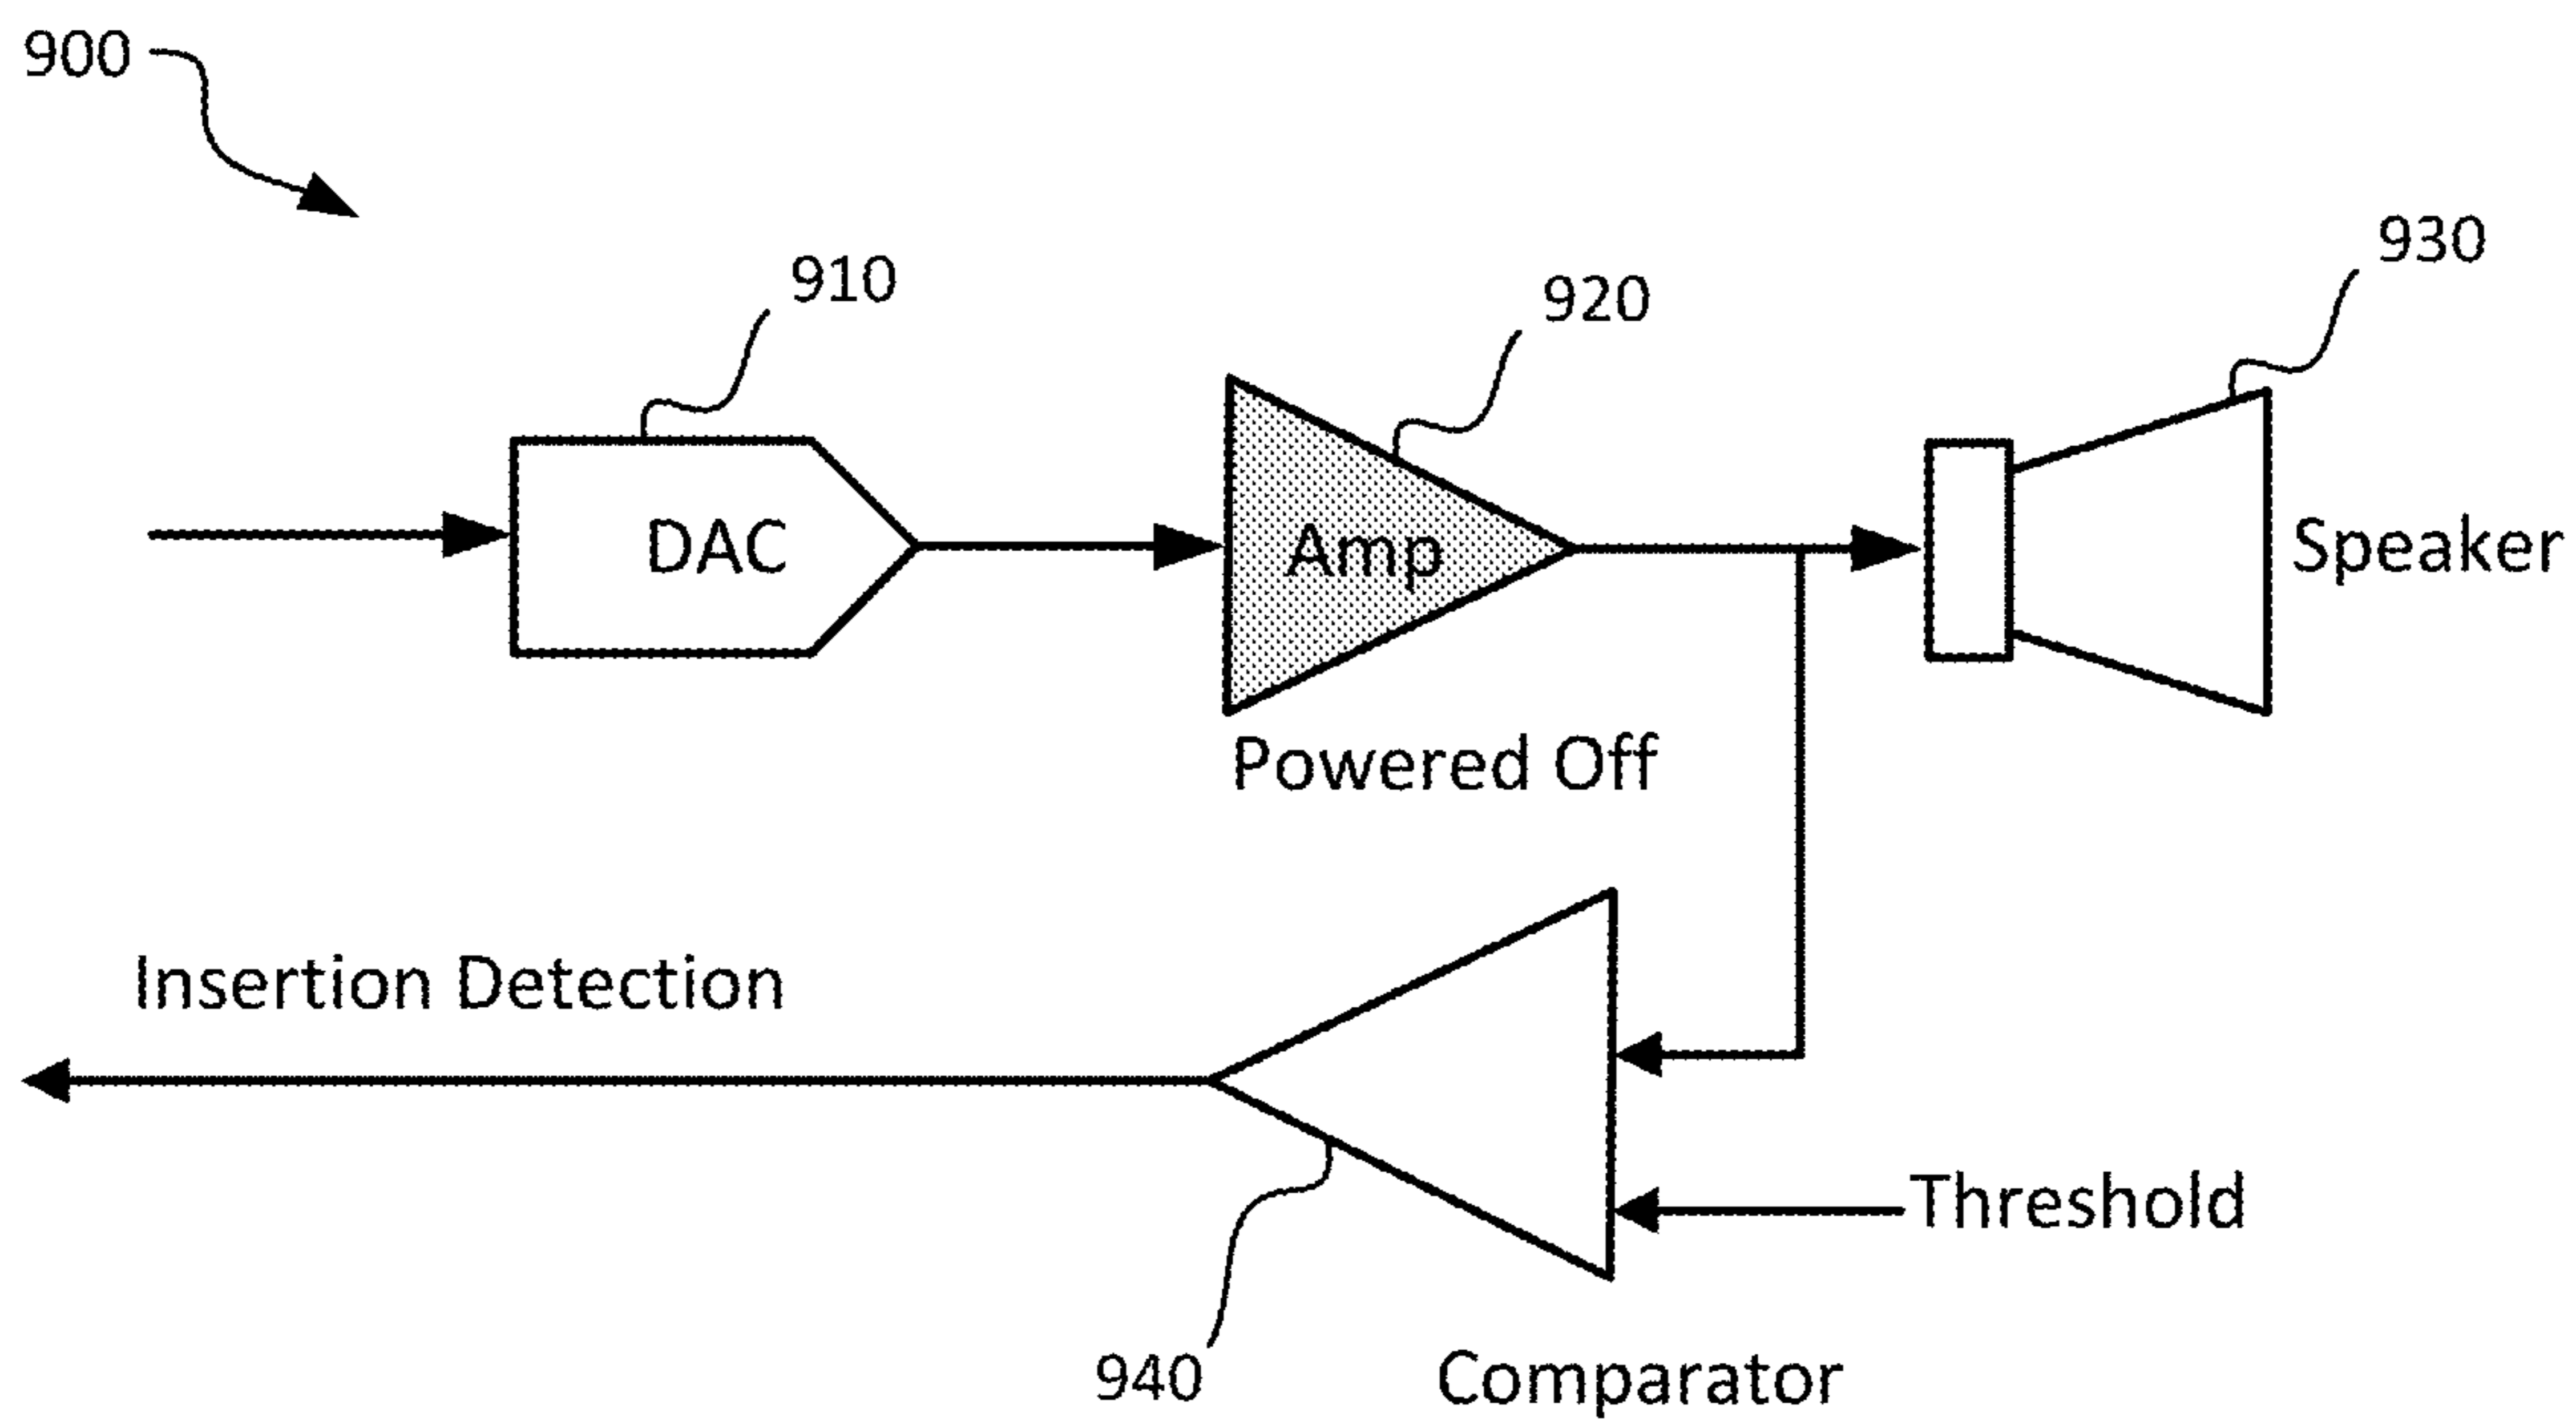 900
910
920
930
DAC
Amp
Speaker
Powered Off
Insertion Detection
Threshold
940
Comparator